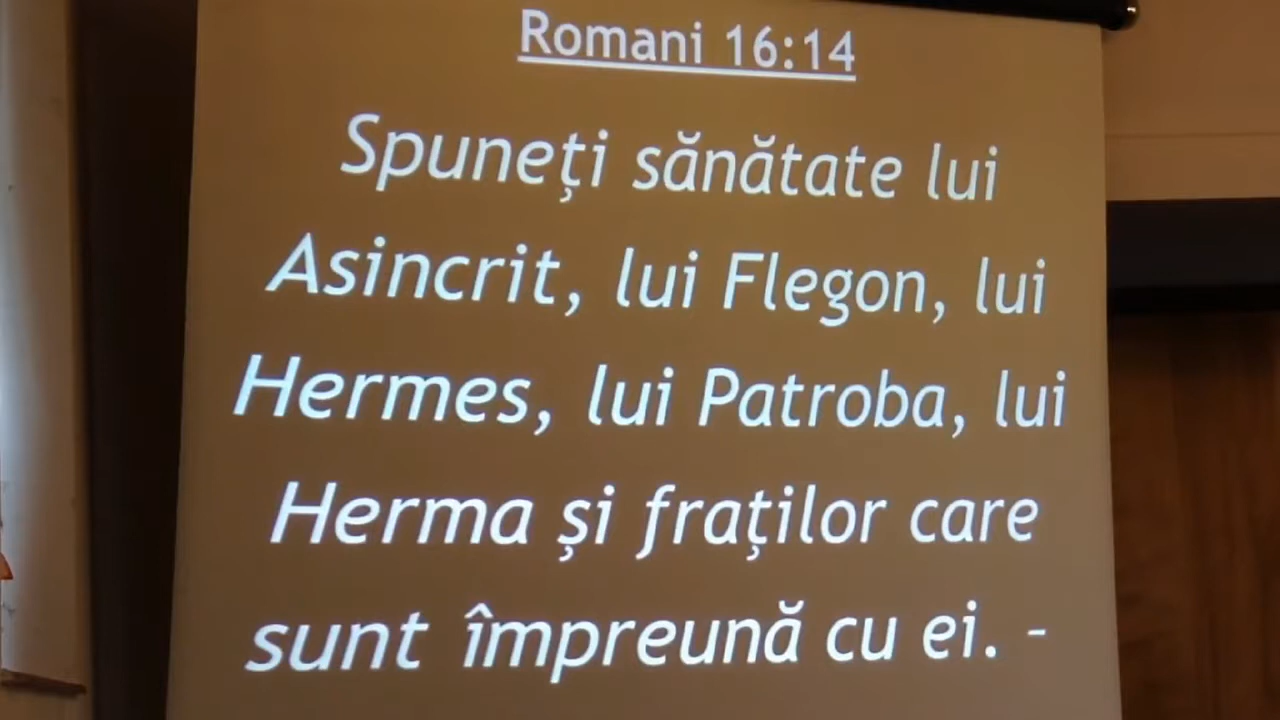 Romani 16:14
Spuneți sănătate lui
Asincrit, lui Flegon, lui
Hermes, lui Patroba, lui
Herma și fraților care
sunt împreună cu ei. -